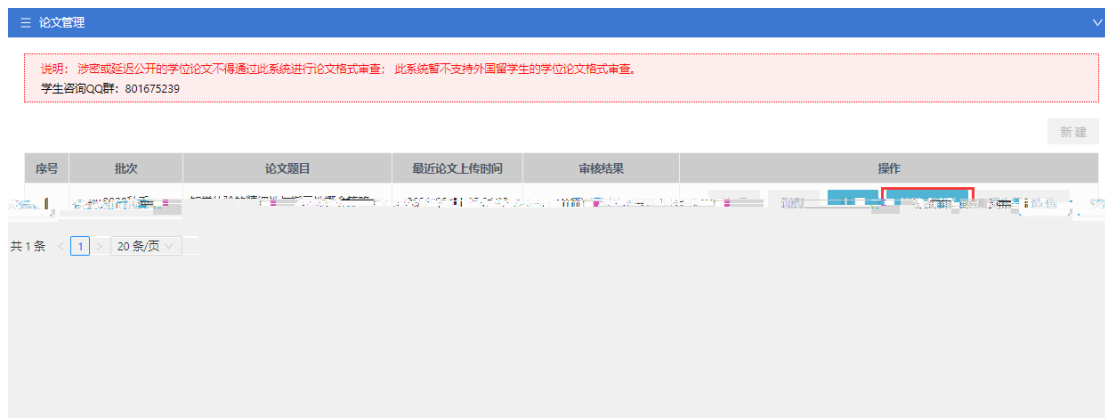 论文管理
说明： 涉密或延迟公开的学位论文不得通过此系统进行论文格式审查； 此系统暂不支持外国留学生的学位论文格式审查。
学生咨询QQ群：801675239
新 建
序号 批次 论文题目 最近论文上传时间 审核结果 操作
共 1 条 < 1 > 20 条/页